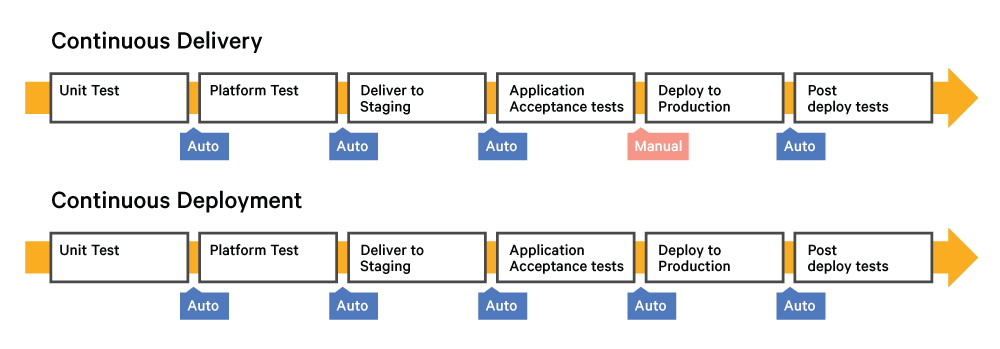 Continuous Delivery
Unit Test
Platform Test
Deliver to
Staging
Application
Acceptance tests
Deploy to
Production
Post
deploy tests
Auto
Auto
Auto
Manual
Auto
Continuous Deployment
Unit Test
Platform Test
Deliver to
Staging
Application
Acceptance tests
Deploy to
Production
Post
deploy tests
Auto
Auto
Auto
Auto
Auto